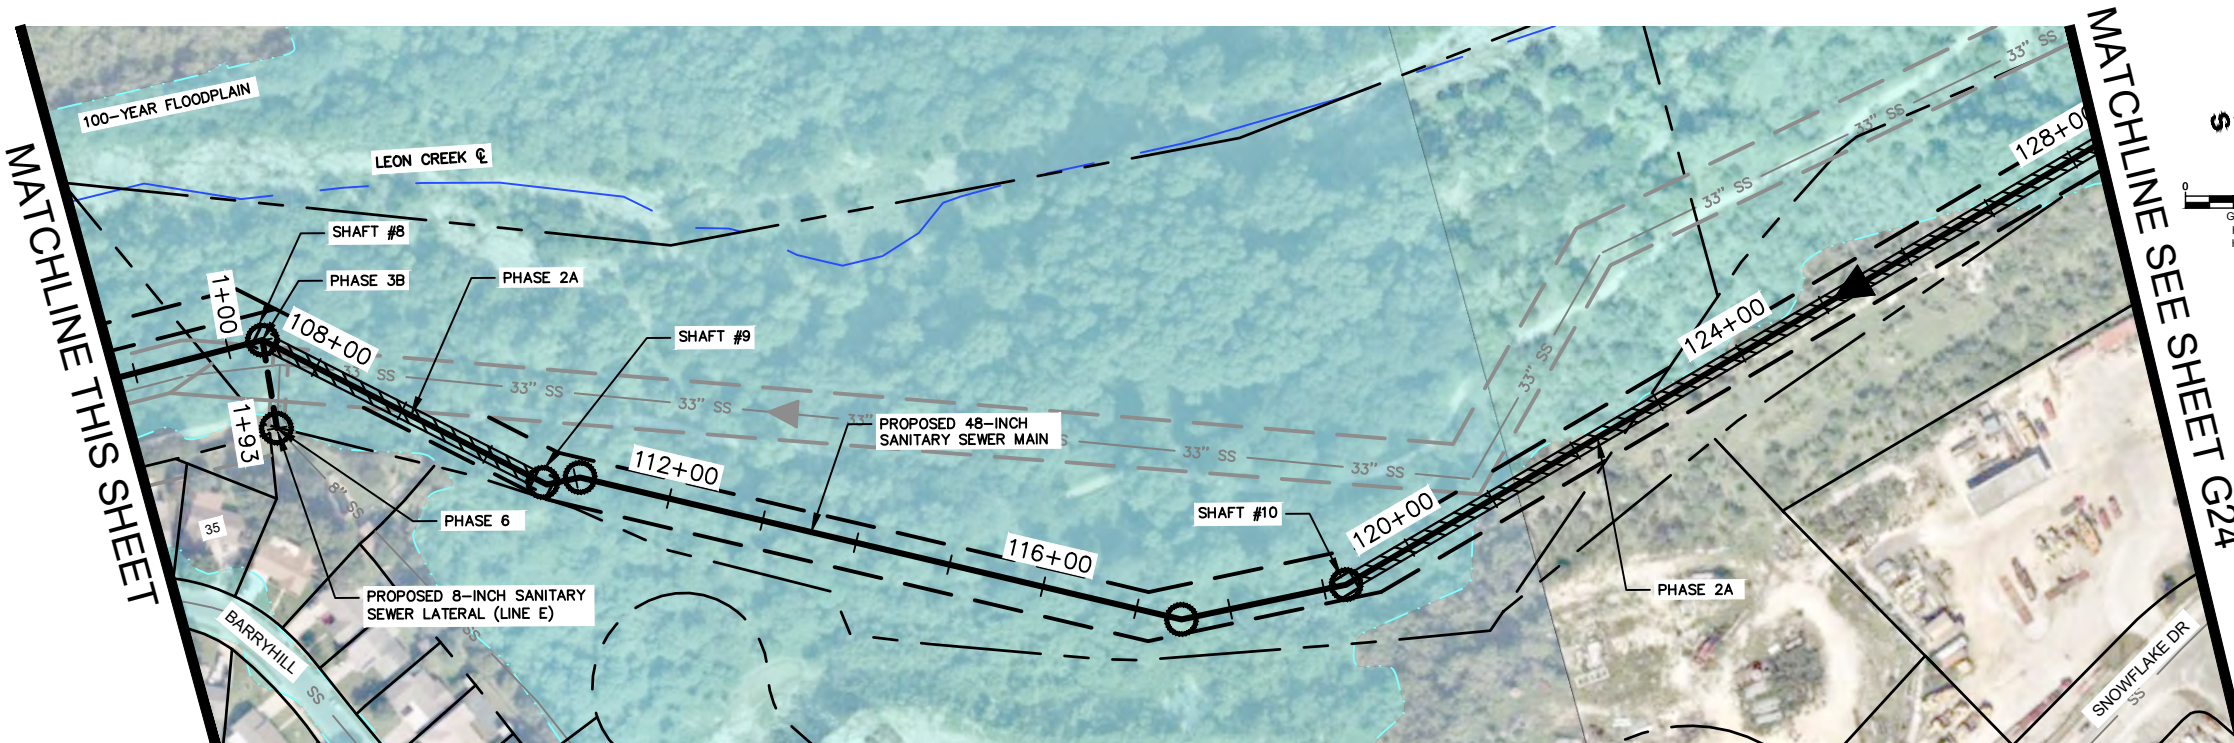 100-YEAR FLOODPLAIN
LEON CREEK ℄
MATCHLINE THIS SHEET
MATCHLINE SEE SHEET G24
SHAFT #8
PHASE 3B
PHASE 2A
SHAFT #9
1+00
108+00
1+93
33" SS
33" SS
33" SS
33"
PROPOSED 48-INCH
SANITARY SEWER MAIN
33" SS
33" SS
33" SS
33" SS
33" SS
33" SS
112+00
116+00
120+00
124+00
128+00
SHAFT #10
PHASE 6
8" SS
35
PROPOSED 8-INCH SANITARY
SEWER LATERAL (LINE E)
SS
BARRYHILL
SS
PHASE 2A
SNOWFLAKE DR
SS
0